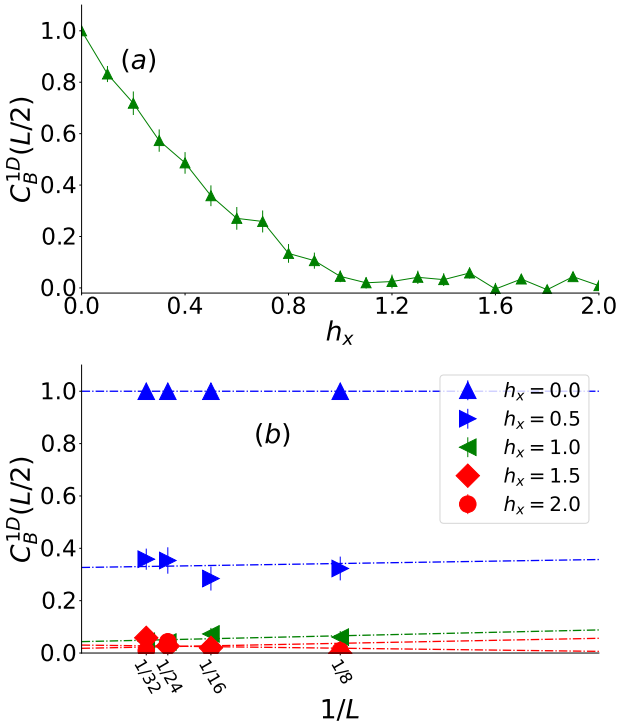 1.0
0.8
0.6
0.4
0.2
0.0
C_B^{1D}(L/2)
(a)
0.0 0.4 0.8 1.2 1.6 2.0
h_x
1.0
0.8
0.6
0.4
0.2
0.0
C_B^{1D}(L/2)
(b)
h_x = 0.0
h_x = 0.5
h_x = 1.0
h_x = 1.5
h_x = 2.0
1/32 1/24 1/16 1/8
1/L